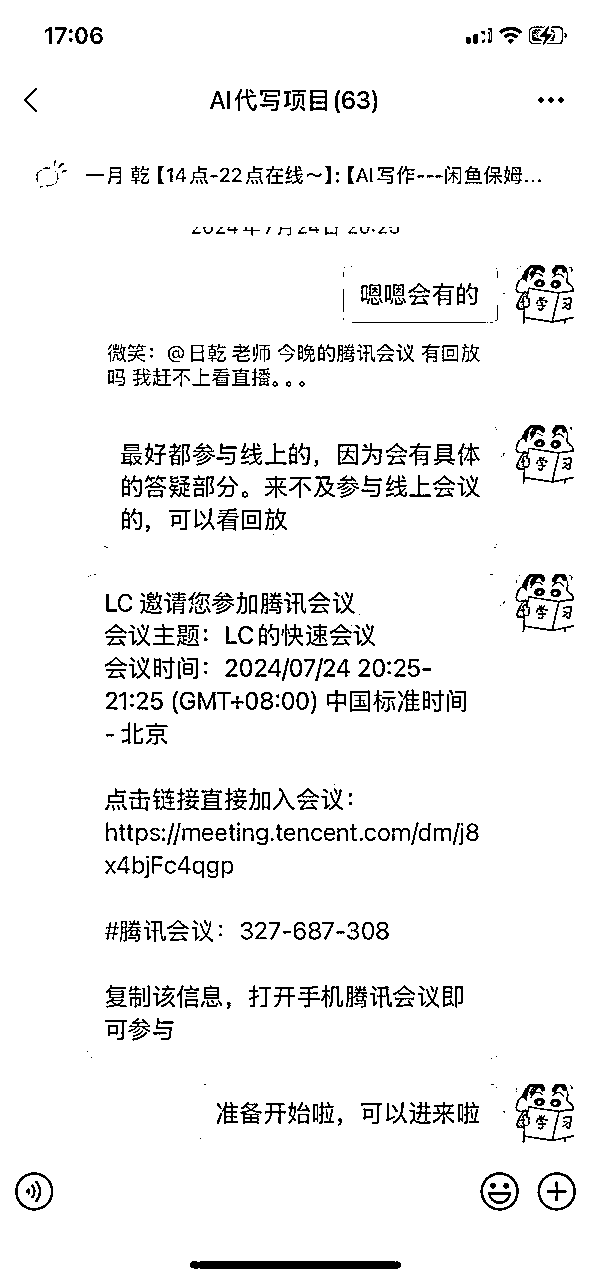 17:06
AI代写项目(63)
一月 乾【14点-22点在线～】:【AI写作---闲鱼保姆...
2024年7月24日 20:25
嗯嗯会有的
微笑：@日乾 老师 今晚的腾讯会议 有回放
吗 我赶不上看直播。。。
最好都参与线上的，因为会有具体
的答疑部分。来不及参与线上会议
的，可以看回放
LC 邀请您参加腾讯会议
会议主题：LC的快速会议
会议时间：2024/07/24 20:25-
21:25 (GMT+08:00) 中国标准时间
- 北京
点击链接直接加入会议：
https://meeting.tencent.com/dm/j8
x4bjFc4qgp
#腾讯会议：327-687-308
复制该信息，打开手机腾讯会议即
可参与
准备开始啦，可以进来啦
学 习
学 习
学 习
学 习